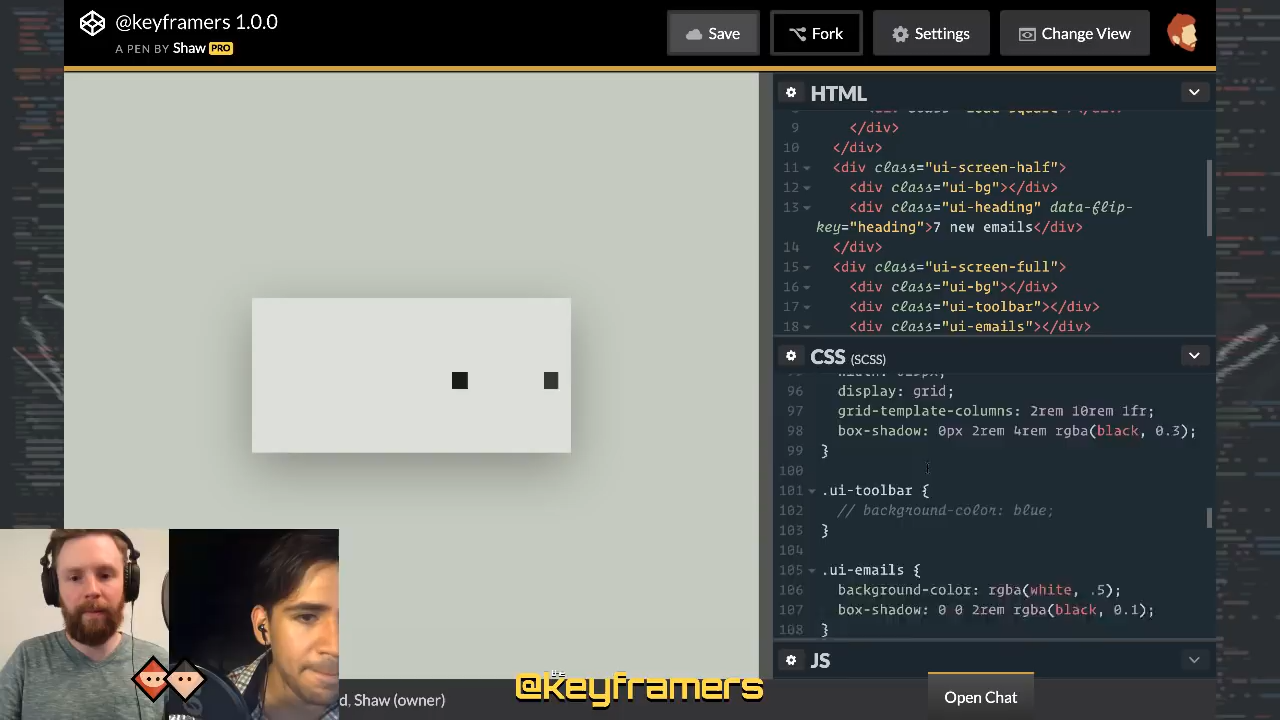 @keyframers 1.0.0
A PEN BY Shaw PRO
Save
Fork
Settings
Change View
HTML
9 </div>
10 </div>
11 <div class="ui-screen-half">
12 <div class="ui-bg"></div>
13 <div class="ui-heading" data-flip-
key="heading">7 new emails</div>
14 </div>
15 <div class="ui-screen-full">
16 <div class="ui-bg"></div>
17 <div class="ui-toolbar"></div>
18 <div class="ui-emails"></div>
CSS (SCSS)
96 display: grid;
97 grid-template-columns: 2rem 10rem 1fr;
98 box-shadow: 0px 2rem 4rem rgba(black, 0.3);
99 }
100
101 .ui-toolbar {
102 // background-color: blue;
103 }
104
105 .ui-emails {
106 background-color: rgba(white, .5);
107 box-shadow: 0 0 2rem rgba(black, 0.1);
108 }
JS
d, Shaw (owner)
the
@keyframers
Open Chat